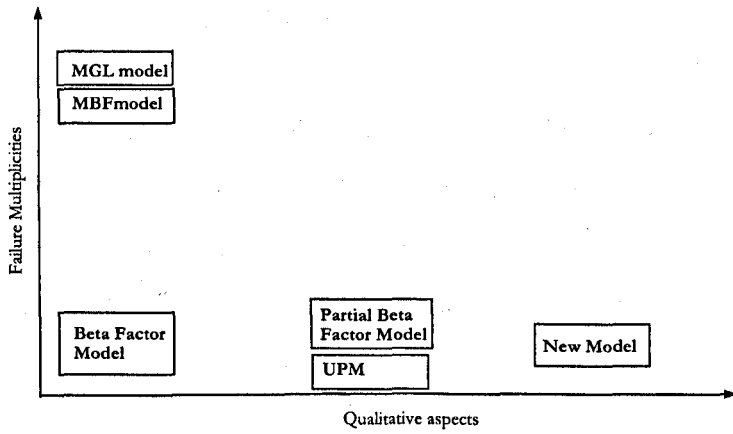 MGL model
MBFmodel
Failure Multiplicities
Beta Factor
Model
Partial Beta
Factor Model
UPM
New Model
Qualitative aspects